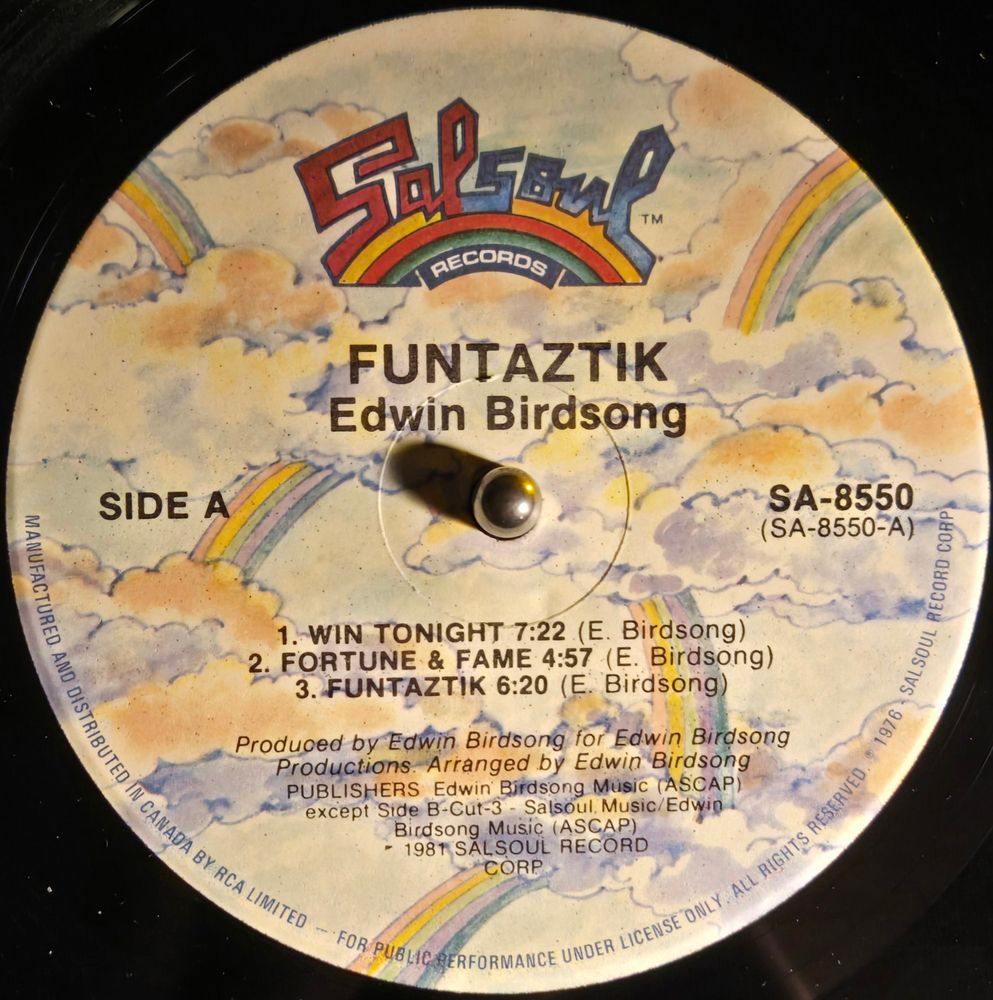 Salsoul
TM
RECORDS
FUNTAZTIK
Edwin Birdsong
SIDE A
SA-8550
(SA-8550-A)
1. WIN TONIGHT 7:22 (E. Birdsong)
2. FORTUNE & FAME 4:57 (E. Birdsong)
3. FUNTAZTIK 6:20 (E. Birdsong)
Produced by Edwin Birdsong for Edwin Birdsong
Productions. Arranged by Edwin Birdsong
PUBLISHERS Edwin Birdsong Music (ASCAP)
except Side B-Cut-3 - Salsoul Music/Edwin
Birdsong Music (ASCAP)
1981 SALSOUL RECORD
CORP
MANUFACTURED AND DISTRIBUTED IN CANADA BY RCA LIMITED – FOR PUBLIC PERFORMANCE UNDER LICENSE ONLY. ALL RIGHTS RESERVED. ℗ 1976 - SALSOUL RECORD CORP.